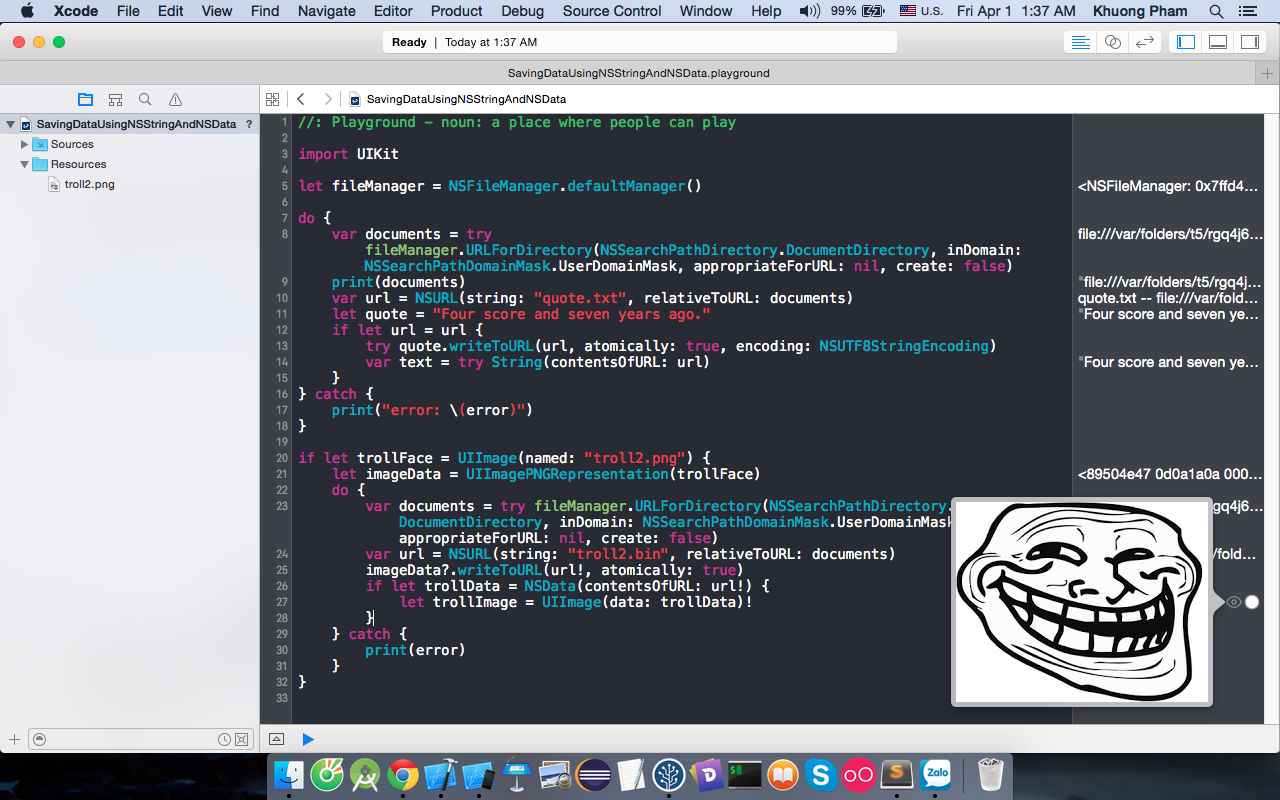 Xcode File Edit View Find Navigate Editor Product Debug Source Control Window Help 99% U.S. Fri Apr 1 1:37 AM Khuong Pham
Ready | Today at 1:37 AM
SavingDataUsingNSStringAndNSData.playground
SavingDataUsingNSStringAndNSData
SavingDataUsingNSStringAndNSData ?
Sources
Resources
troll2.png
1 //: Playground - noun: a place where people can play
2
3 import UIKit
4
5 let fileManager = NSFileManager.defaultManager() <NSFileManager: 0x7ffd4...
6
7 do {
8 var documents = try file:///var/folders/t5/rgq4j6...
fileManager.URLForDirectory(NSSearchPathDirectory.DocumentDirectory, inDomain:
NSSearchPathDomainMask.UserDomainMask, appropriateForURL: nil, create: false)
9 print(documents) "file:///var/folders/t5/rgq4j...
10 var url = NSURL(string: "quote.txt", relativeToURL: documents) quote.txt -- file:///var/fold...
11 let quote = "Four score and seven years ago." "Four score and seven ye...
12 if let url = url {
13 try quote.writeToURL(url, atomically: true, encoding: NSUTF8StringEncoding)
14 var text = try String(contentsOfURL: url) "Four score and seven ye...
15 }
16 } catch {
17 print("error: \(error)")
18 }
19
20 if let trollFace = UIImage(named: "troll2.png") {
21 let imageData = UIImagePNGRepresentation(trollFace) <89504e47 0d0a1a0a 000...
22 do {
23 var documents = try fileManager.URLForDirectory(NSSearchPathDirectory. gq4j6...
DocumentDirectory, inDomain: NSSearchPathDomainMask.UserDomainMask
appropriateForURL: nil, create: false)
24 var url = NSURL(string: "troll2.bin", relativeToURL: documents) /fold...
25 imageData?.writeToURL(url!, atomically: true)
26 if let trollData = NSData(contentsOfURL: url!) {
27 let trollImage = UIImage(data: trollData)!
28 }
29 } catch {
30 print(error)
31 }
32 }
33
Zalo